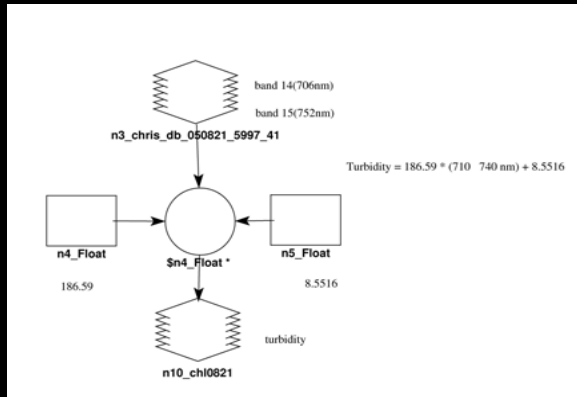 band 14(706nm)
band 15(752nm)
n3_chris_db_050821_5997_41
Turbidity = 186.59 * (710 740 nm) + 8.5516
n4_Float
$n4_Float *
n5_Float
186.59
8.5516
turbidity
n10_chl0821